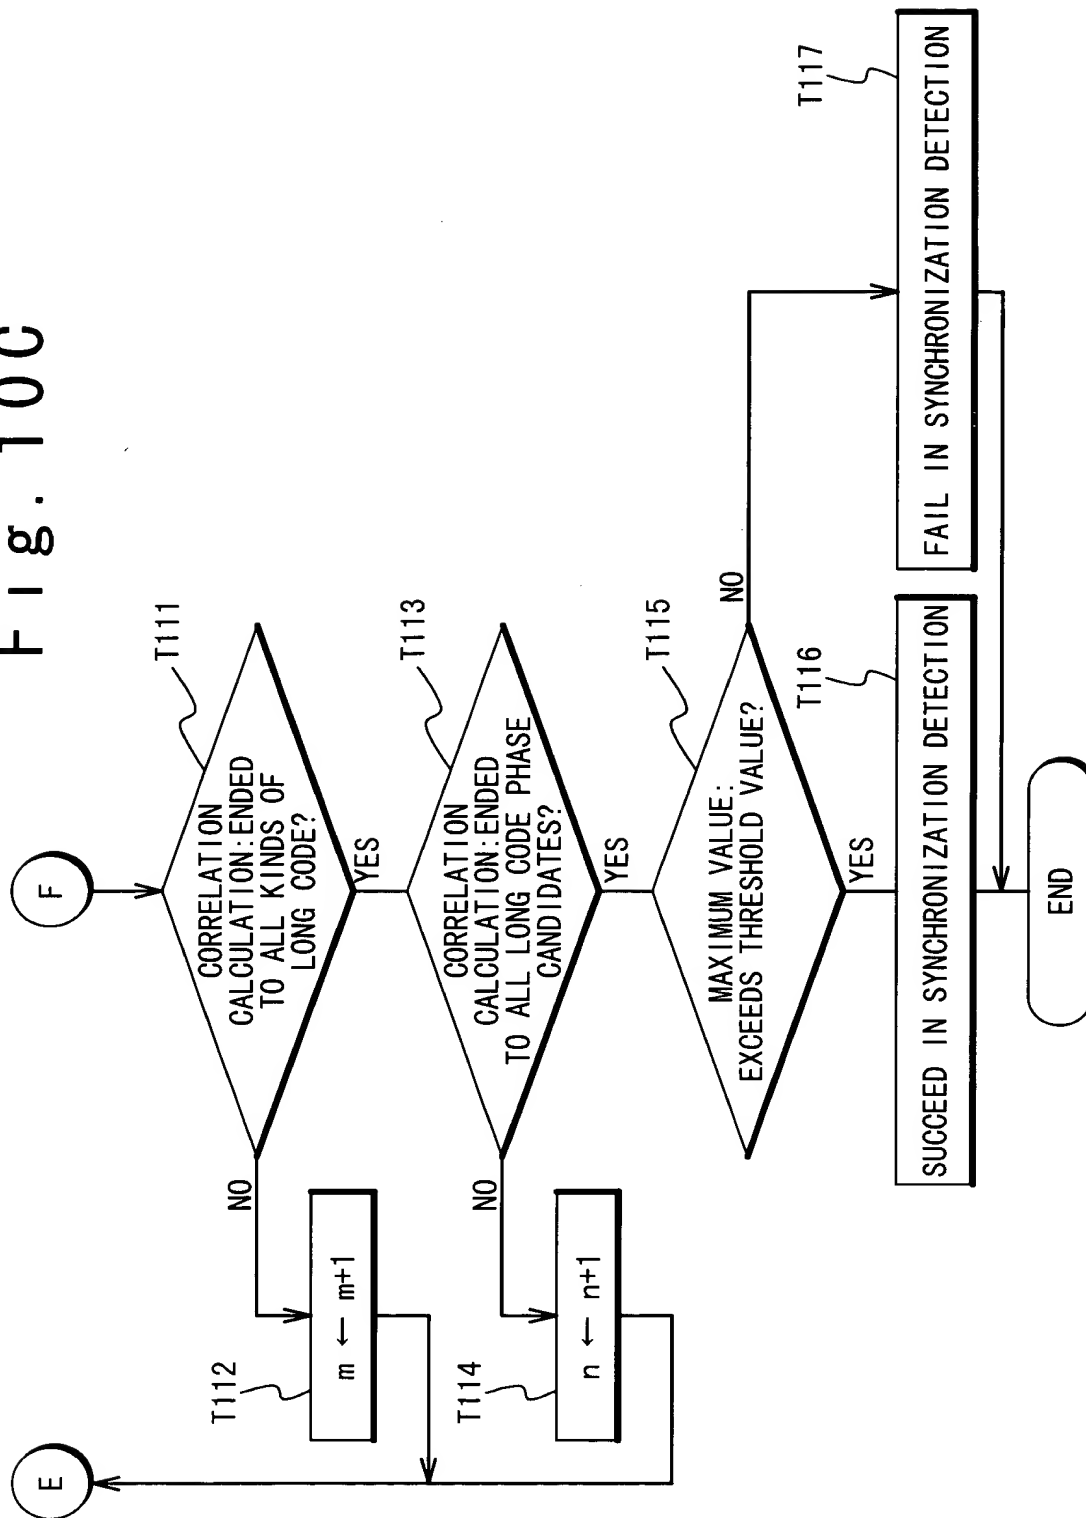 Fig. 10C
F
T111
CORRELATION
CALCULATION:ENDED
TO ALL KINDS OF
LONG CODE?
NO
YES
T112
m ← m+1
E
T113
CORRELATION
CALCULATION:ENDED
TO ALL LONG CODE PHASE
CANDIDATES?
NO
YES
T114
n ← n+1
T115
MAXIMUM VALUE:
EXCEEDS THRESHOLD VALUE?
NO
YES
T116
SUCCEED IN SYNCHRONIZATION DETECTION
T117
FAIL IN SYNCHRONIZATION DETECTION
END